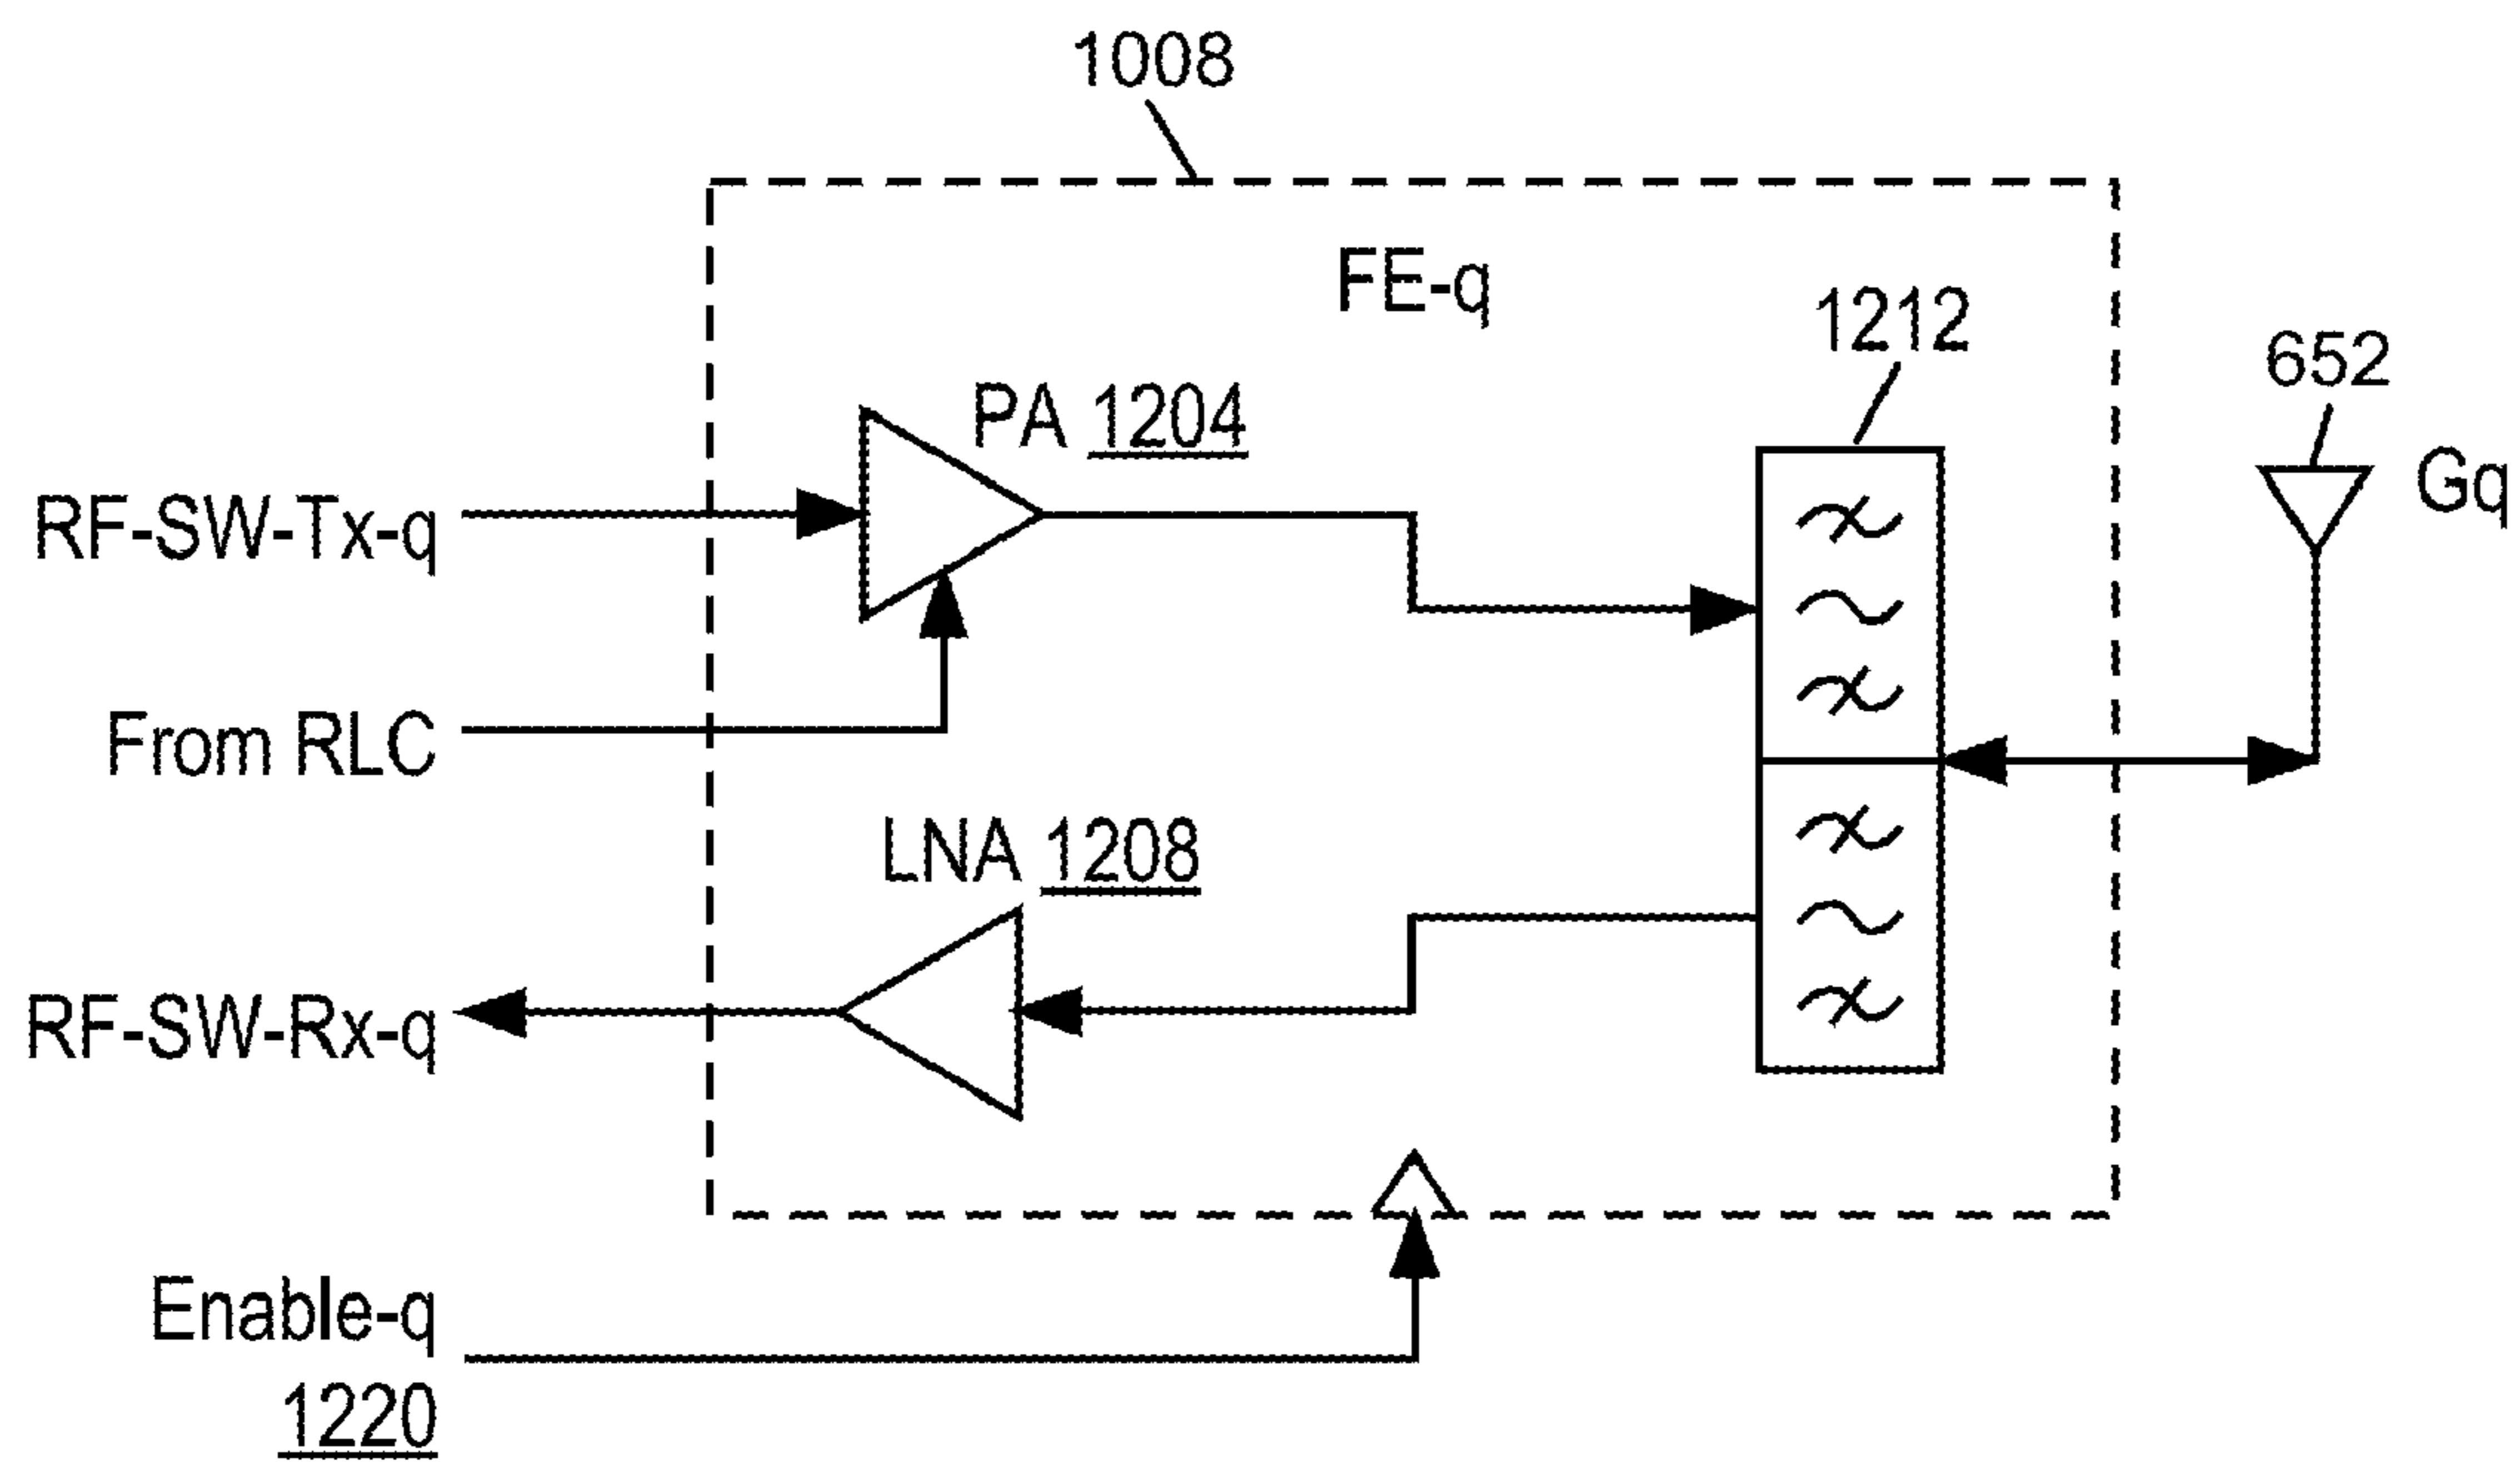 1008
FE-q
1212
652
Gq
PA 1204
RF-SW-Tx-q
From RLC
LNA 1208
RF-SW-Rx-q
Enable-q
1220